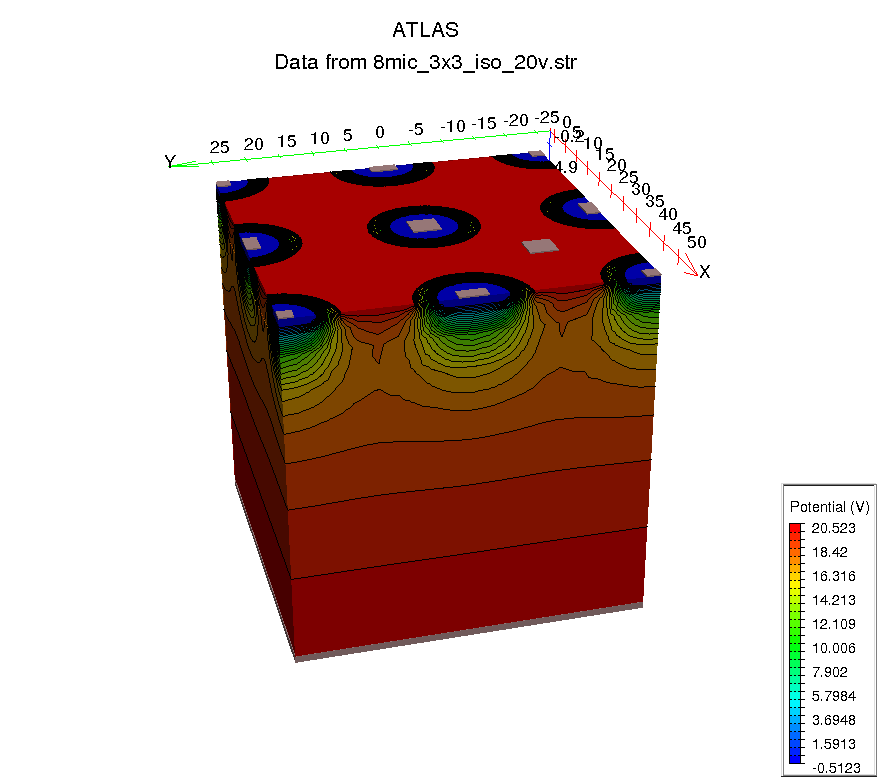 ATLAS
Data from 8mic_3x3_iso_20v.str
Y 25 20 15 10 5 0 -5 -10 -15 -20 -25
0 5 10 15 20 25 30 35 40 45 50 X
-0.2
4.9
Potential (V)
20.523
18.42
16.316
14.213
12.109
10.006
7.902
5.7984
3.6948
1.5913
-0.5123